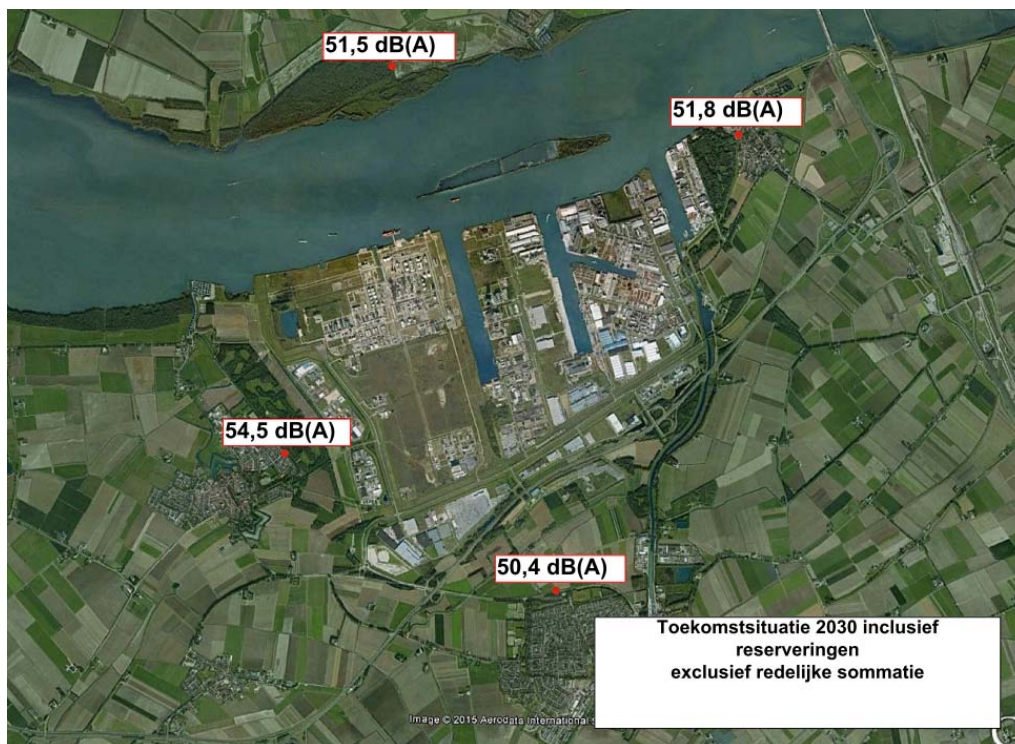 51,5 dB(A)
51,8 dB(A)
54,5 dB(A)
50,4 dB(A)
Toekomstsituatie 2030 inclusief
reserveringen
exclusief redelijke sommatie
Image © 2015 Aerodata International